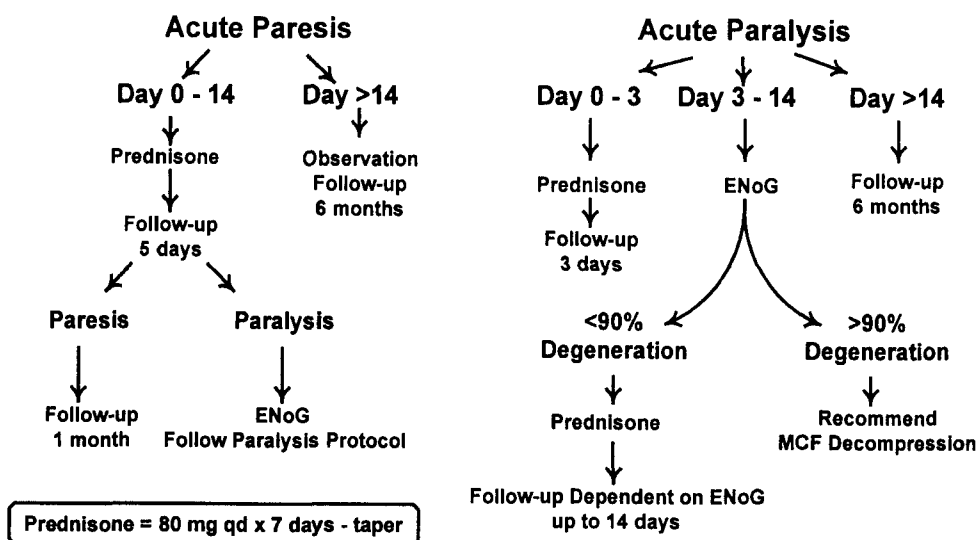 Acute Paresis
Day 0 - 14
Day >14
Prednisone
Observation
Follow-up
6 months
Follow-up
5 days
Paresis
Paralysis
Follow-up
1 month
ENoG
Follow Paralysis Protocol
Prednisone = 80 mg qd x 7 days - taper
Acute Paralysis
Day 0 - 3
Day 3 - 14
Day >14
Prednisone
ENoG
Follow-up
6 months
Follow-up
3 days
<90%
Degeneration
>90%
Degeneration
Prednisone
Recommend
MCF Decompression
Follow-up Dependent on ENoG
up to 14 days